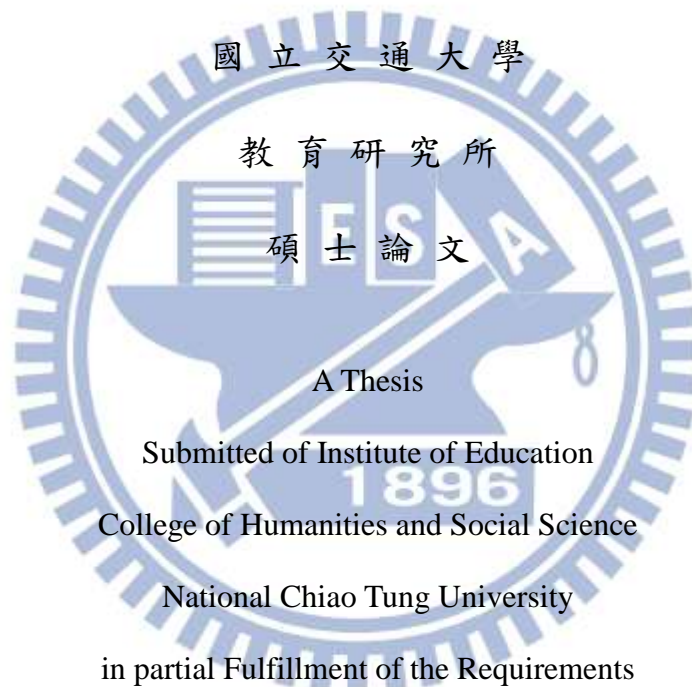 國 立 交 通 大 學
教 育 研 究 所
碩 士 論 文
E S A
A Thesis
Submitted of Institute of Education
1896
College of Humanities and Social Science
National Chiao Tung University
in partial Fulfillment of the Requirements